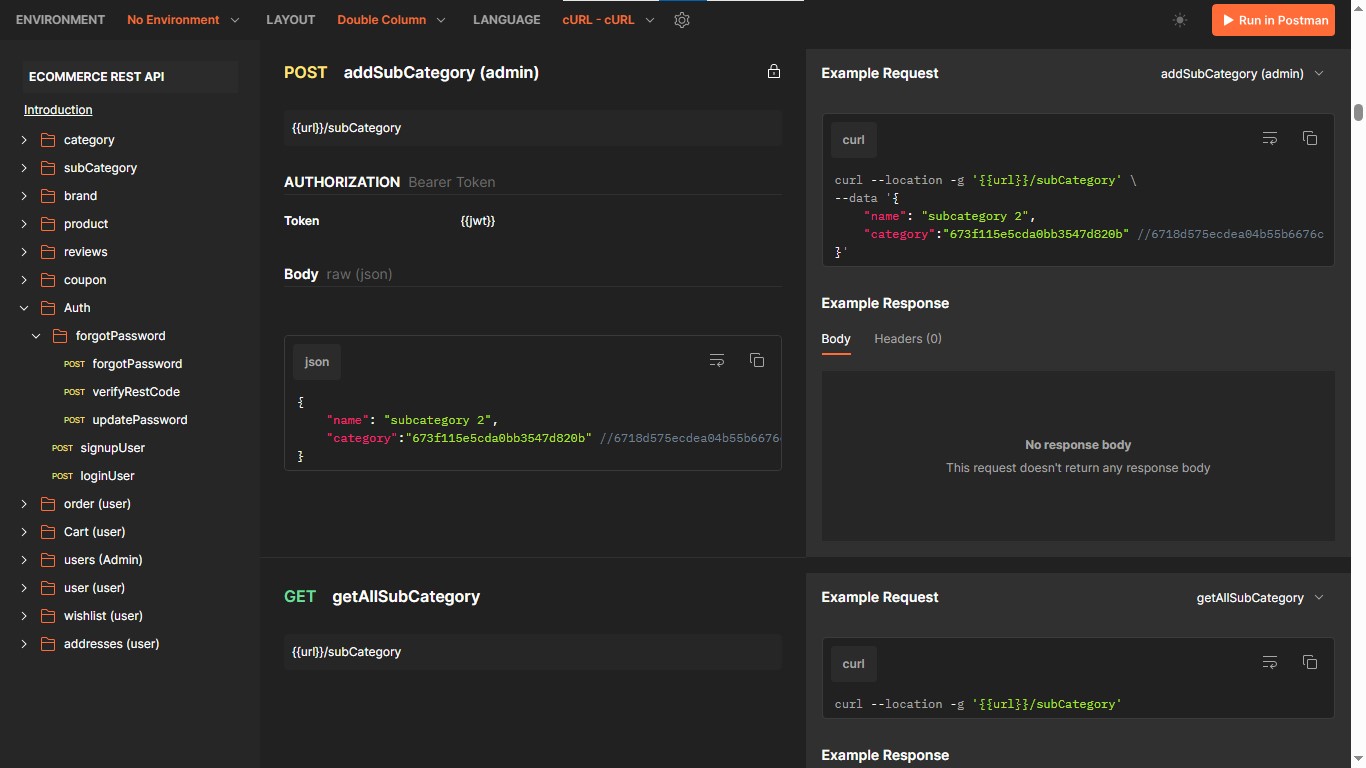 ENVIRONMENT No Environment LAYOUT Double Column LANGUAGE cURL - cURL Run in Postman
ECOMMERCE REST API
Introduction
category
subCategory
brand
product
reviews
coupon
Auth
forgotPassword
POST forgotPassword
POST verifyRestCode
POST updatePassword
POST signupUser
POST loginUser
order (user)
Cart (user)
users (Admin)
user (user)
wishlist (user)
addresses (user)
POST addSubCategory (admin)
{{url}}/subCategory
AUTHORIZATION Bearer Token
Token {{jwt}}
Body raw (json)
json
{
"name": "subcategory 2",
"category":"673f115e5cda0bb3547d820b" //6718d575ecdea04b55b6676
}
GET getAllSubCategory
{{url}}/subCategory
Example Request addSubCategory (admin)
curl
curl --location -g '{{url}}/subCategory' \
--data '{
"name": "subcategory 2",
"category":"673f115e5cda0bb3547d820b" //6718d575ecdea04b55b6676c
}'
Example Response
Body Headers (0)
No response body
This request doesn't return any response body
Example Request getAllSubCategory
curl
curl --location -g '{{url}}/subCategory'
Example Response